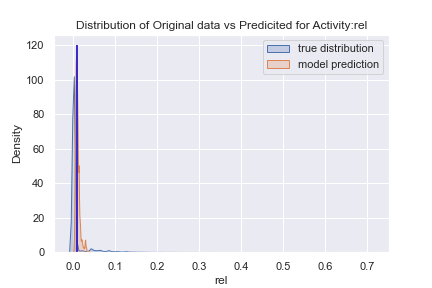 Distribution of Original data vs Predicited for Activity:rel
true distribution
model prediction
120
100
80
60
40
20
0
Density
0.0 0.1 0.2 0.3 0.4 0.5 0.6 0.7
rel